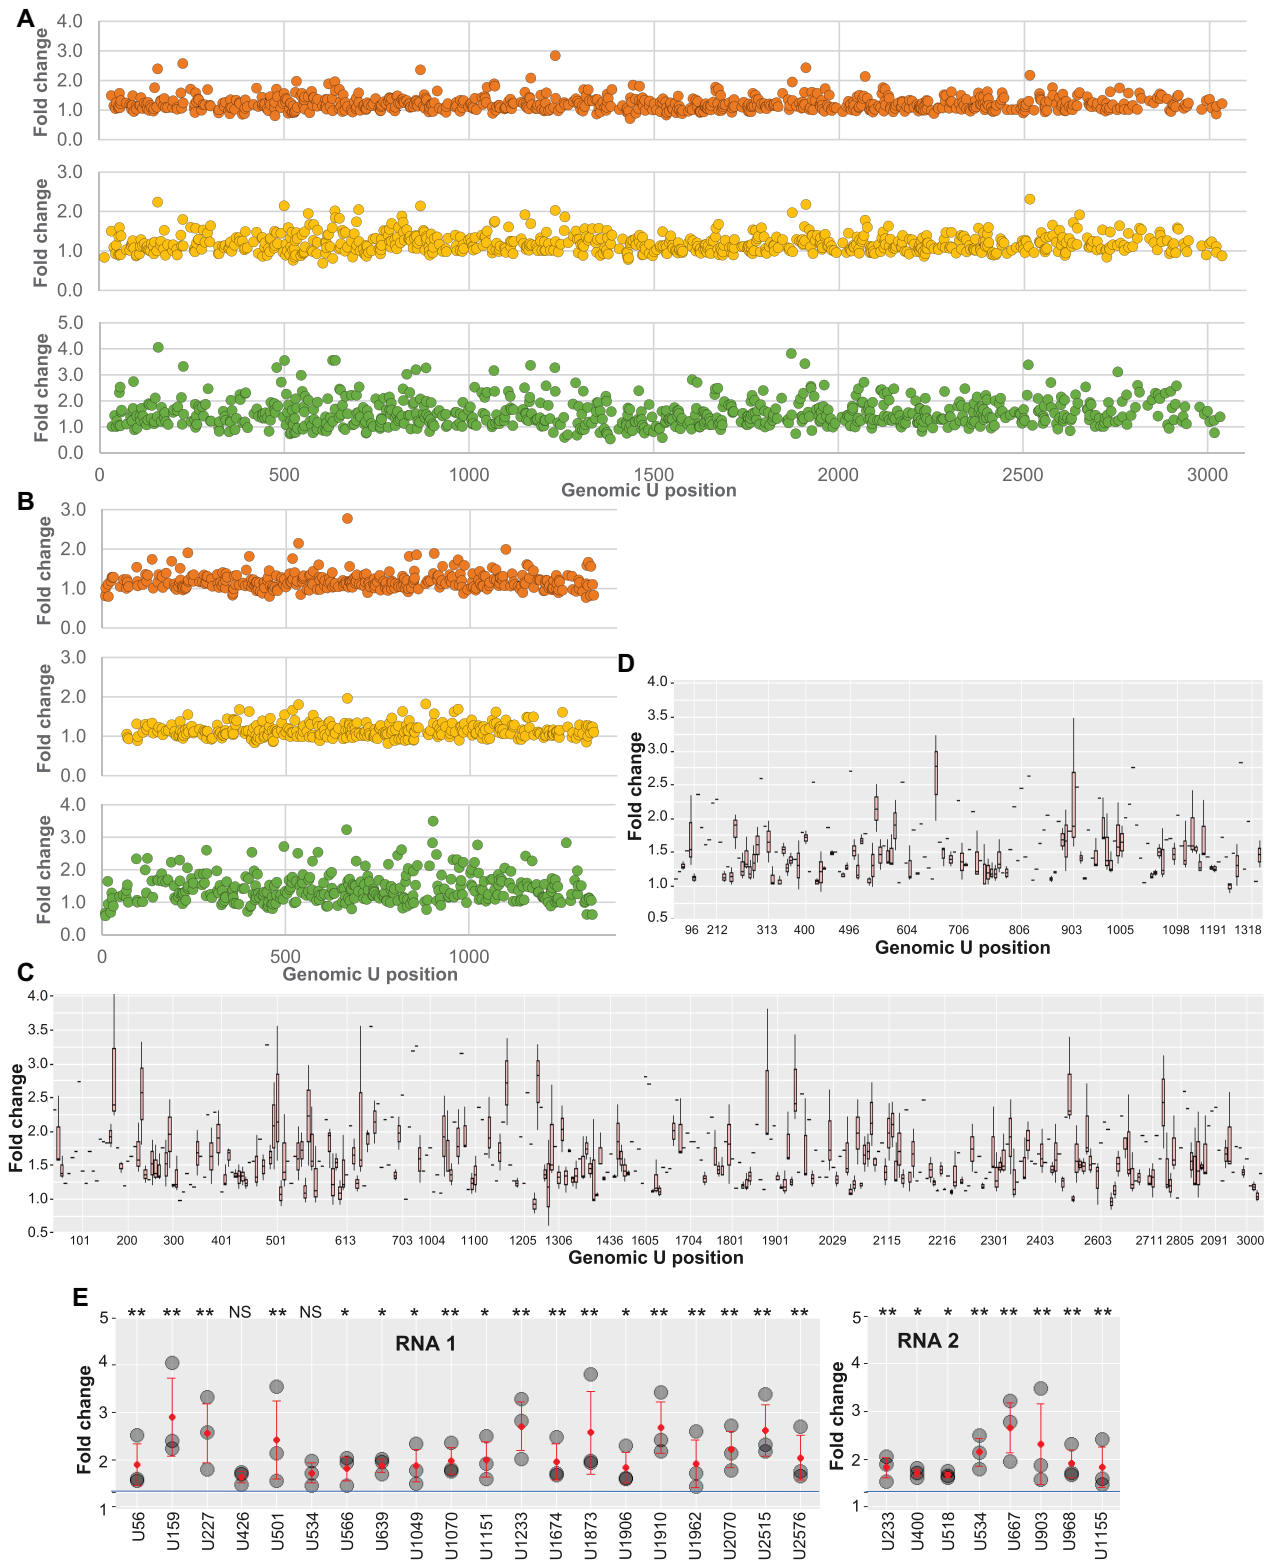 A
4.0
3.0
2.0
1.0
0.0
Fold change
3.0
2.0
1.0
0.0
Fold change
5.0
4.0
3.0
2.0
1.0
0.0
Fold change
0 500 1000 1500 2000 2500 3000
Genomic U position
B
3.0
2.0
1.0
0.0
Fold change
3.0
2.0
1.0
0.0
Fold change
4.0
3.0
2.0
1.0
0.0
Fold change
0 500 1000
Genomic U position
D
4.0
3.5
3.0
2.5
2.0
1.5
1.0
0.5
Fold change
96 212 313 400 496 604 706 806 903 1005 1098 1191 1318
Genomic U position
C
4.0
3.5
3.0
2.5
2.0
1.5
1.0
0.5
Fold change
101 200 300 401 501 613 703 1004 1100 1205 1306 1436 1605 1704 1801 1901 2029 2115 2216 2301 2403 2603 2711 2805 2091 3000
Genomic U position
E
** ** ** NS ** NS * * * ** * ** ** ** * ** ** ** ** **
RNA 1
5
4
3
2
1
Fold change
U56 U159 U227 U426 U501 U534 U566 U639 U1049 U1070 U1151 U1233 U1674 U1873 U1906 U1910 U1962 U2070 U2515 U2576
** * * ** ** ** ** **
RNA 2
5
4
3
2
1
Fold change
U233 U400 U518 U534 U667 U903 U968 U1155